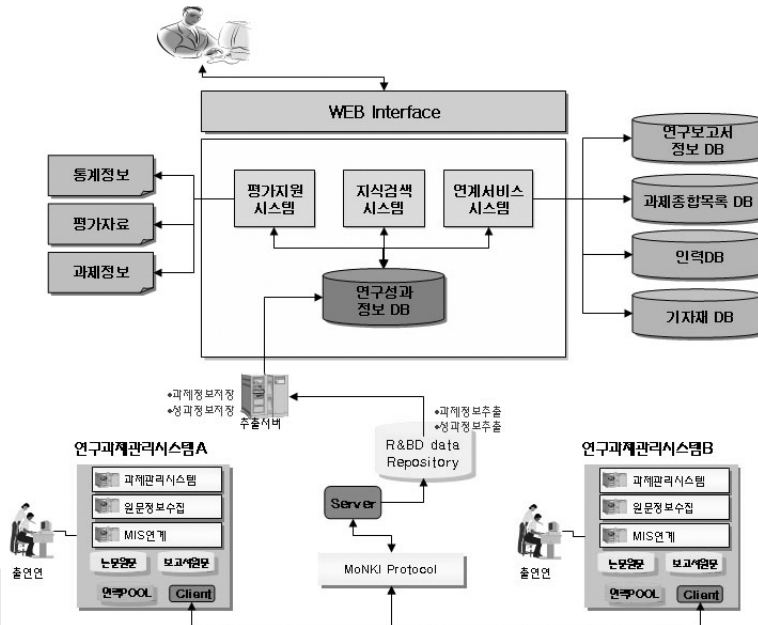 WEB Interface
통계정보
평가자료
과제정보
평가지원
시스템
지식검색
시스템
연계서비스
시스템
연구성과
정보 DB
연구보고서
정보 DB
과제종합목록 DB
인력DB
기자재 DB
•과제정보저장
•성과정보저장
추출서버
•과제정보추출
•성과정보추출
R&BD data
Repository
Server
MoNKI Protocol
연구과제관리시스템A
과제관리시스템
원문정보수집
MIS연계
논문원문
보고서원문
인력POOL
Client
출연연
연구과제관리시스템B
과제관리시스템
원문정보수집
MIS연계
논문원문
보고서원문
인력POOL
Client
출연연